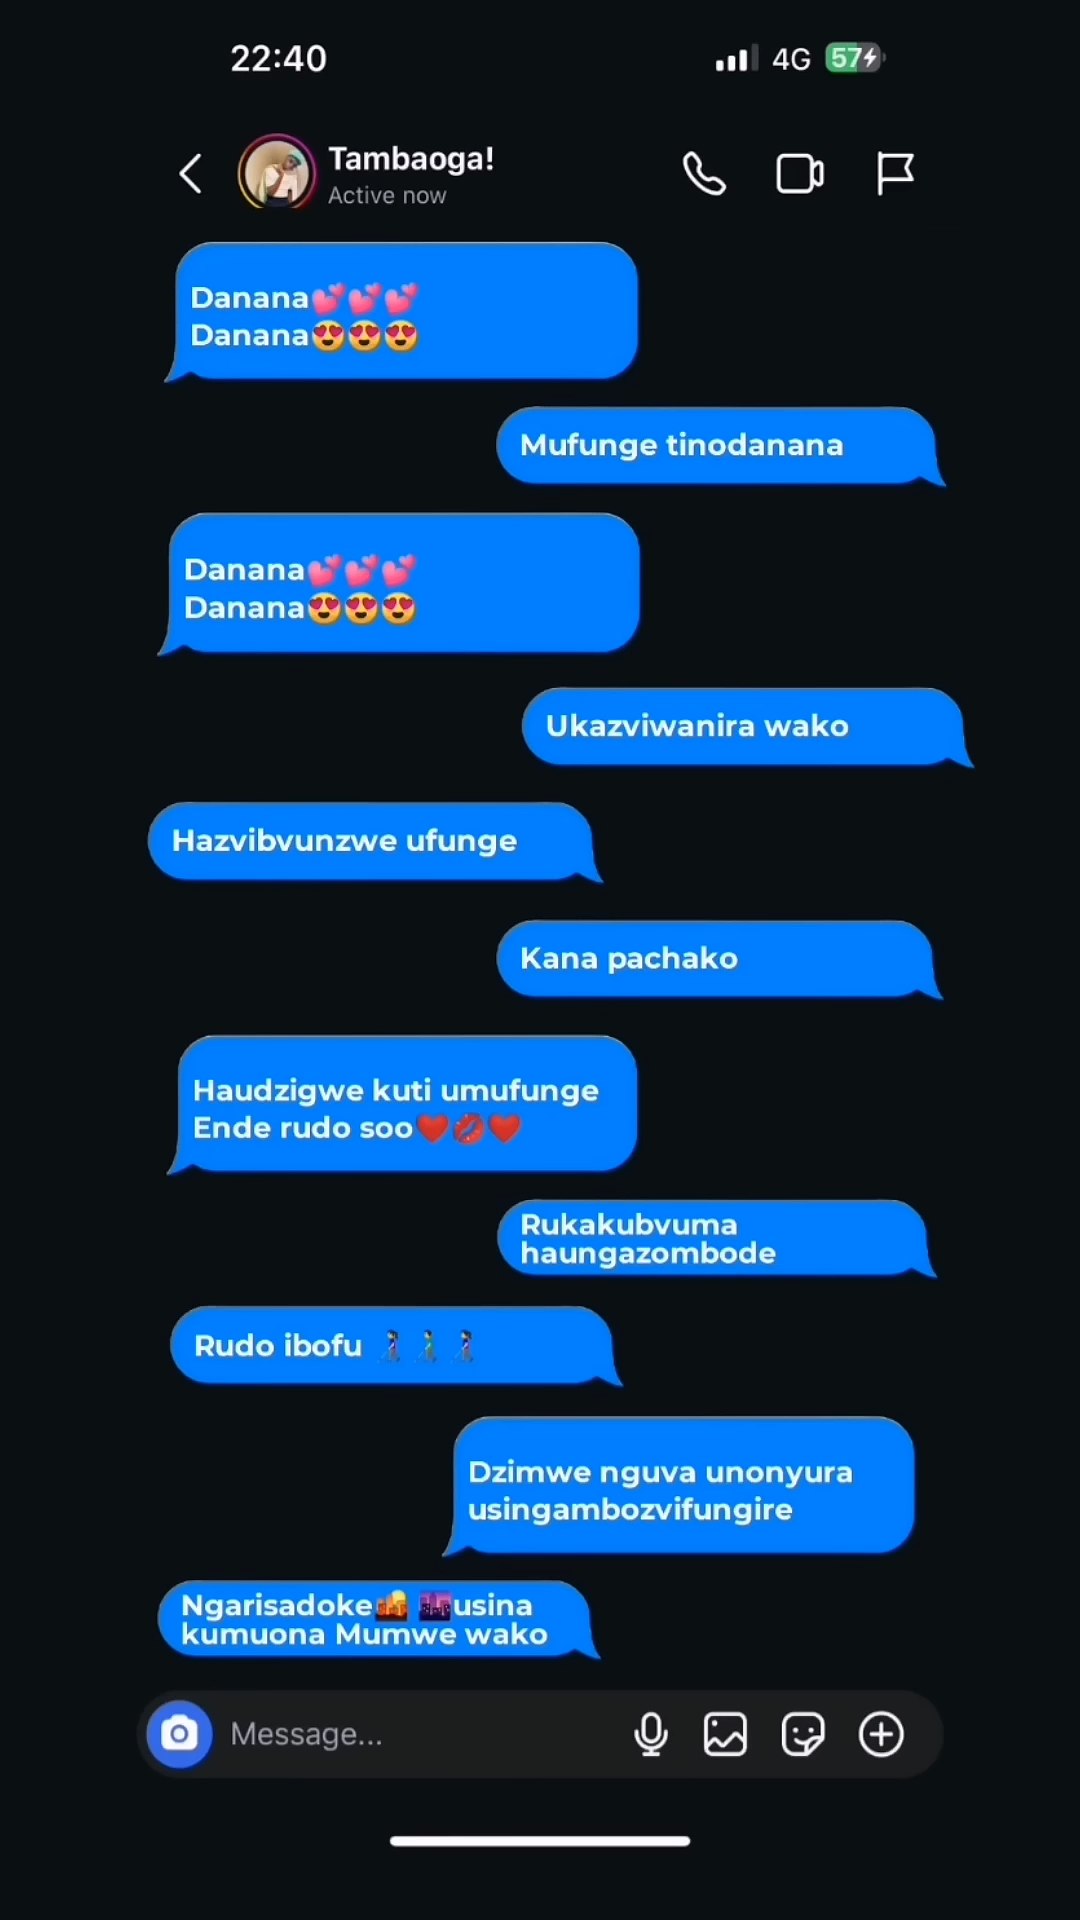 22:40
4G
57
Tambaoga!
Active now
Danana💕💕💕
Danana😍😍😍
Mufunge tinodanana
Danana💕💕💕
Danana😍😍😍
Ukazviwanira wako
Hazvibvunzwe ufunge
Kana pachako
Haudzigwe kuti umufunge
Ende rudo soo❤️💋❤️
Rukakubvuma
haungazombode
Rudo ibofu 👩‍🦯👨‍🦯👩‍🦯
Dzimwe nguva unonyura
usingambozvifungire
Ngarisadoke🌇 🌆usina
kumuona Mumwe wako
Message...